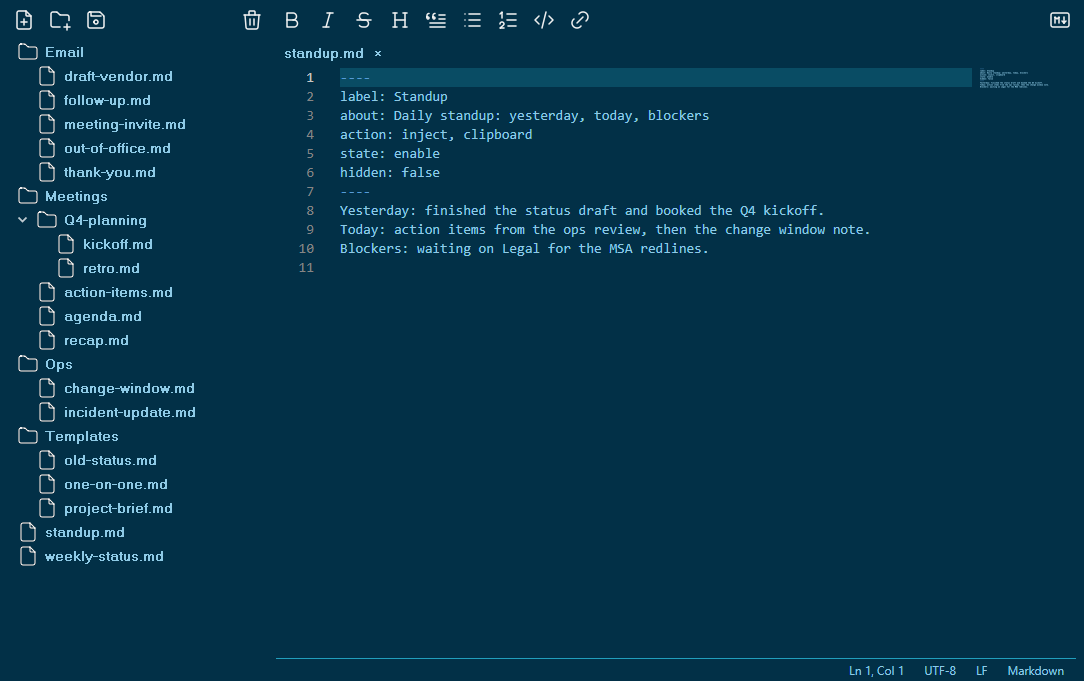 Email
draft-vendor.md
follow-up.md
meeting-invite.md
out-of-office.md
thank-you.md
Meetings
Q4-planning
kickoff.md
retro.md
action-items.md
agenda.md
recap.md
Ops
change-window.md
incident-update.md
Templates
old-status.md
one-on-one.md
project-brief.md
standup.md
weekly-status.md
standup.md ×
1 ----
2 label: Standup
3 about: Daily standup: yesterday, today, blockers
4 action: inject, clipboard
5 state: enable
6 hidden: false
7 ----
8 Yesterday: finished the status draft and booked the Q4 kickoff.
9 Today: action items from the ops review, then the change window note.
10 Blockers: waiting on Legal for the MSA redlines.
11
Ln 1, Col 1 UTF-8 LF Markdown